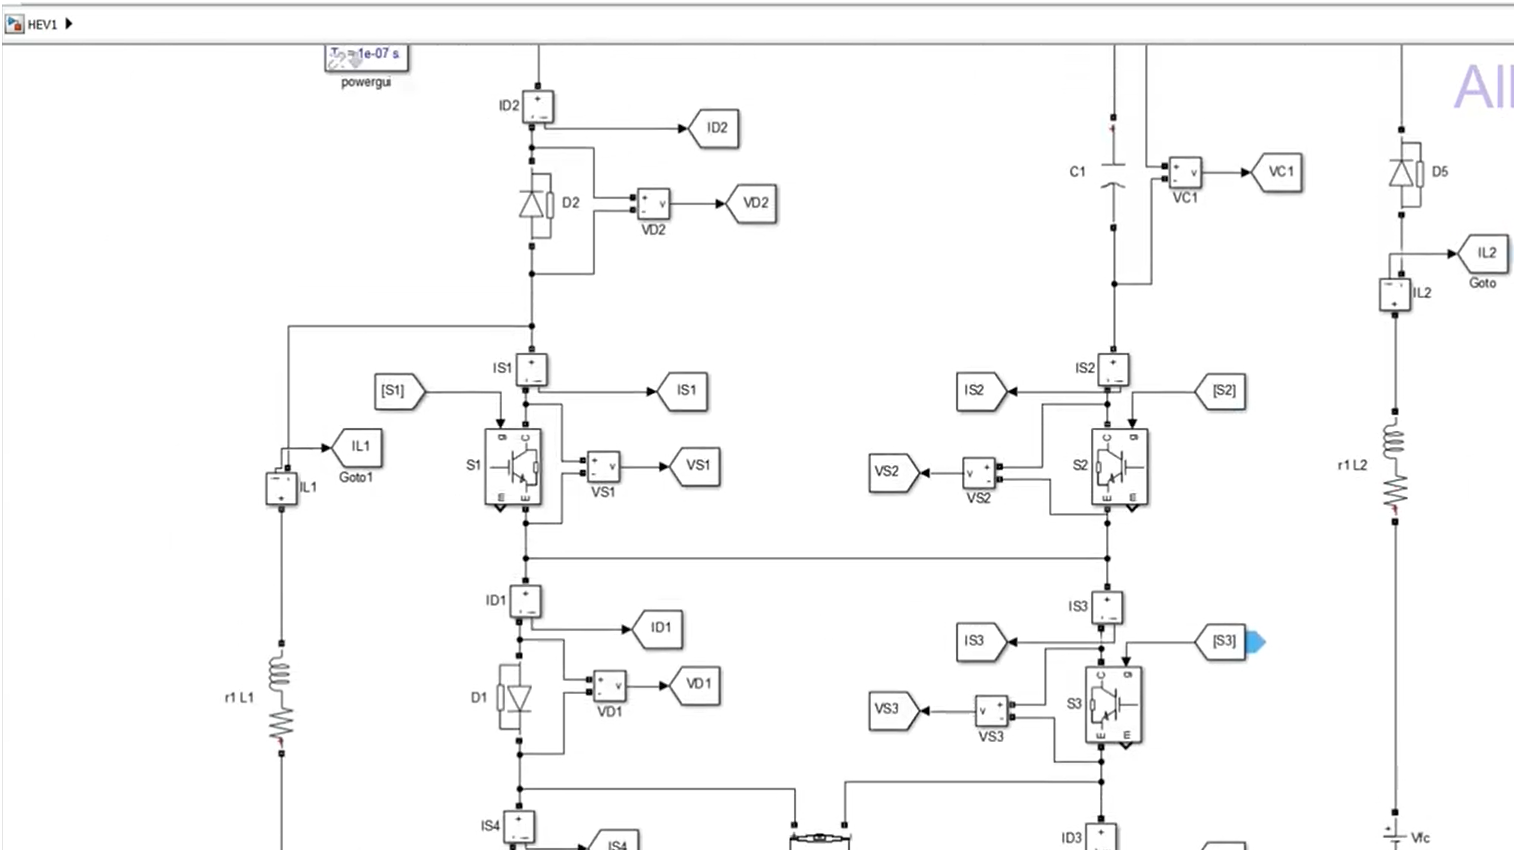 HEV1
= 1e-07 s.
powergui
All
ID2
ID2
D2
VD2
VD2
C1
VC1
VC1
D5
IL2
IL2
Goto
IS1
IS1
[S1]
IS2
IS2
[S2]
IL1
Goto1
IL1
S1
g
C
m
E
v
VS1
VS1
VS2
v
VS2
S2
C
g
E
m
r1 L2
ID1
ID1
IS3
IS3
[S3]
r1 L1
D1
v
VD1
VD1
VS3
v
VS3
S3
C
g
E
m
IS4
IS4
ID3
Vfc